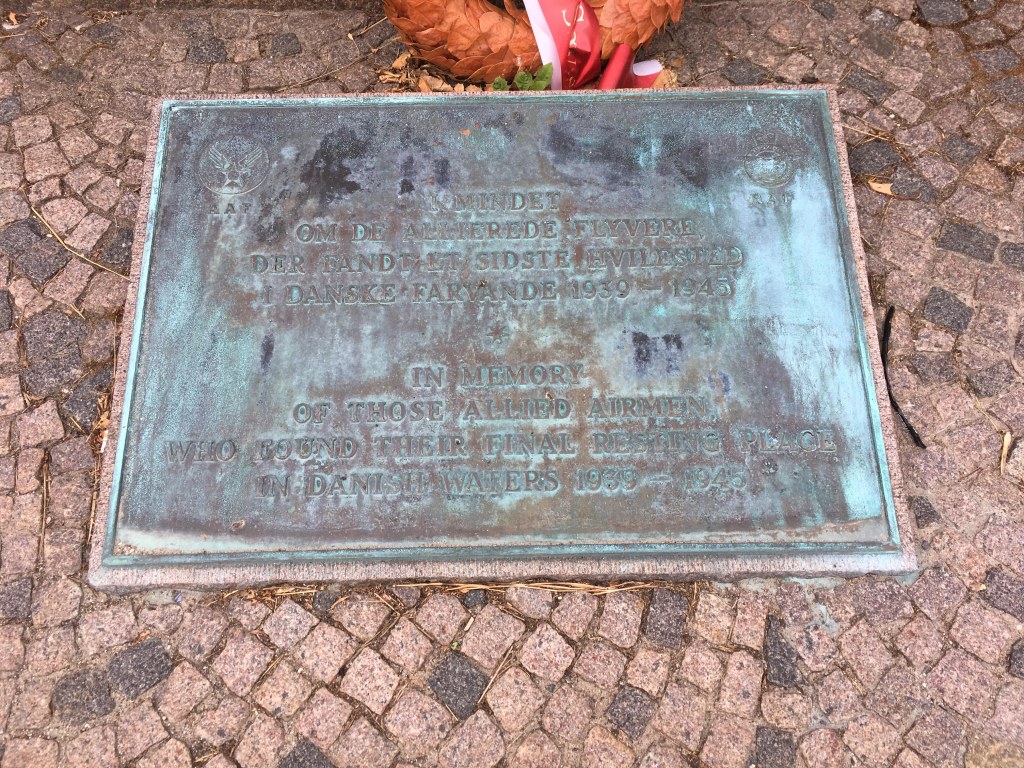 R.A.F
I MINDET
OM DE ALLIEREDE FLYVERE,
DER FANDT ET SIDSTE HVILESTED
I DANSKE FARVANDE 1939 – 1945
*
IN MEMORY
OF THOSE ALLIED AIRMEN,
WHO FOUND THEIR FINAL RESTING PLACE
IN DANISH WATERS 1939 – 1945